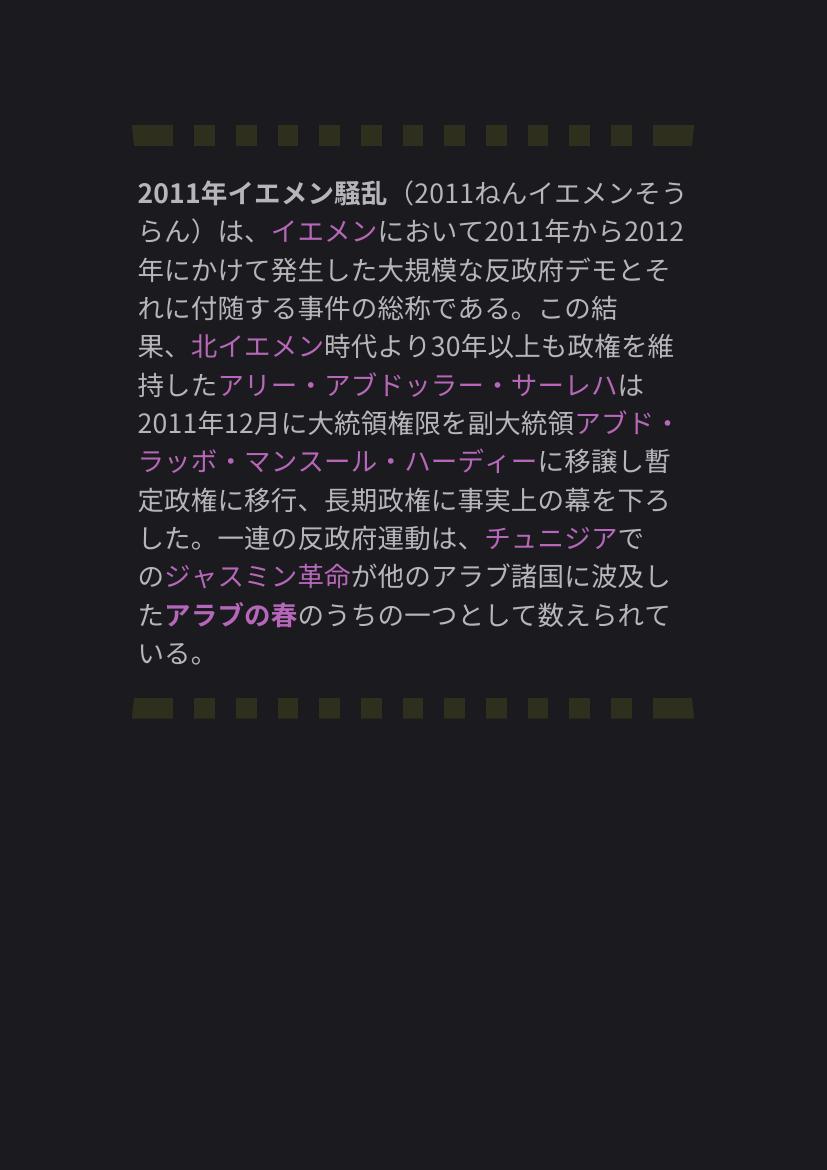 2011年イエメン騒乱（2011ねんイエメンそう
らん）は、イエメンにおいて2011年から2012
年にかけて発生した大規模な反政府デモとそ
れに付随する事件の総称である。この結
果、北イエメン時代より30年以上も政権を維
持したアリー・アブドッラー・サーレハは
2011年12月に大統領権限を副大統領アブド・
ラッボ・マンスール・ハーディーに移譲し暫
定政権に移行、長期政権に事実上の幕を下ろ
した。一連の反政府運動は、チュニジアで
のジャスミン革命が他のアラブ諸国に波及し
たアラブの春のうちの一つとして数えられて
いる。